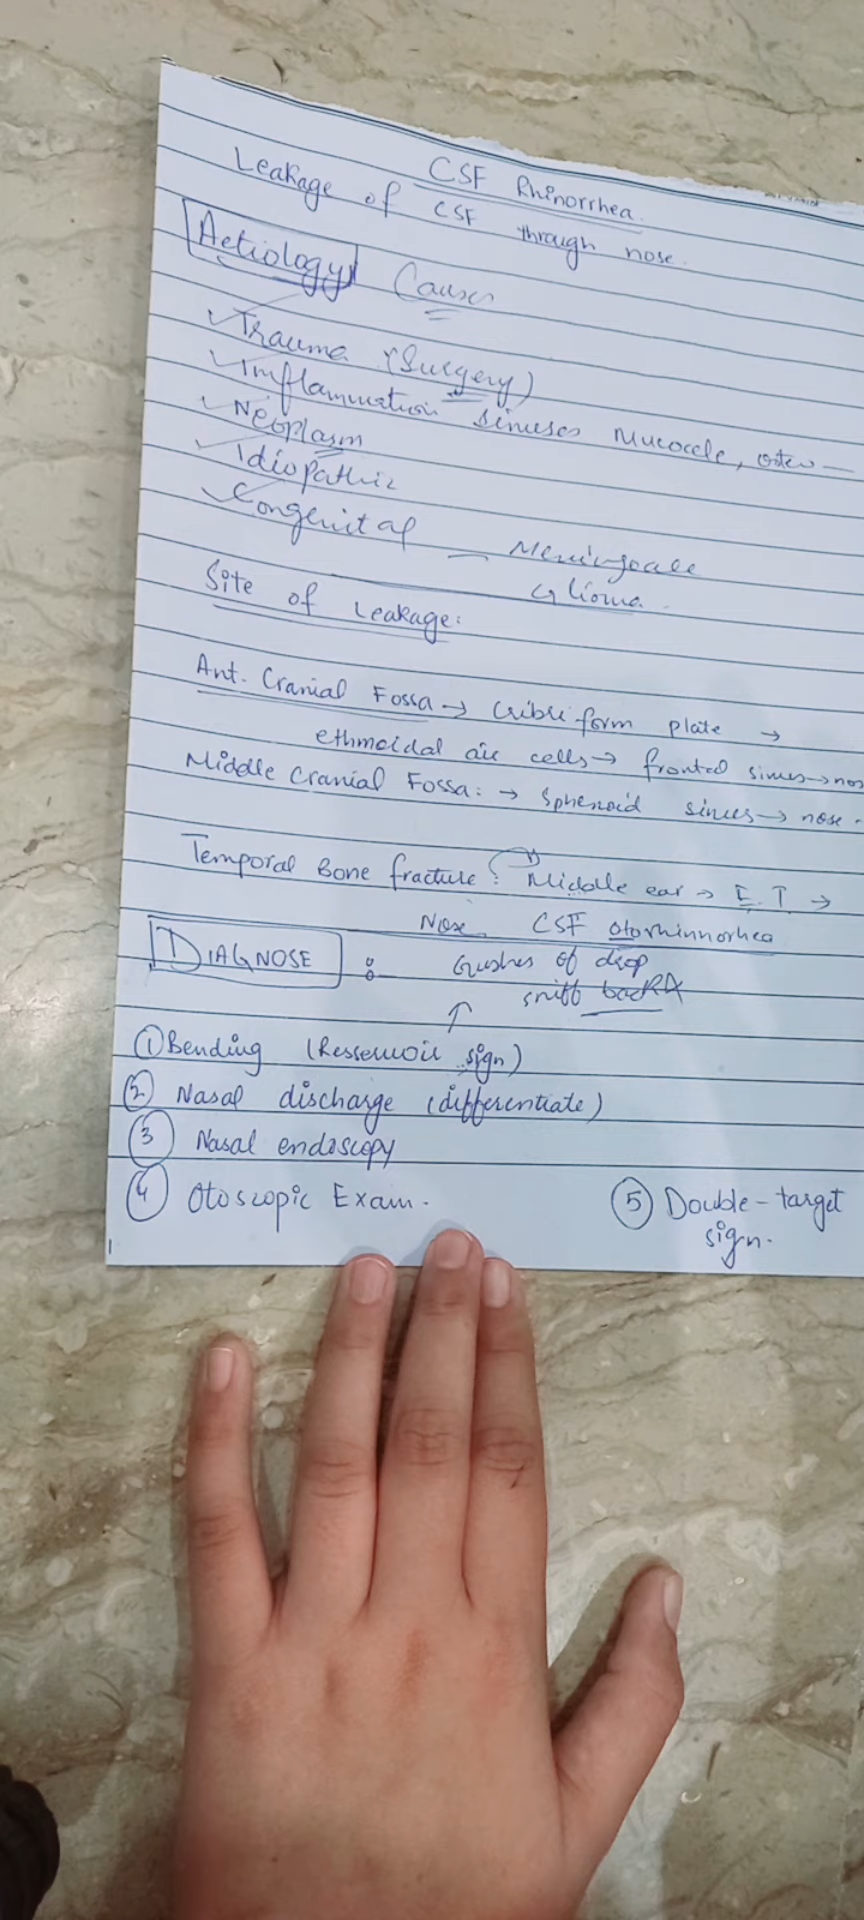 CSF Rhinorrhea.
Leakage of CSF through nose.
Aetiology Causes
Trauma (Surgery)
Inflammation sinuses Mucocele, osteo —
Neoplasm
Idiopathic
Congenital — Meningocele
Glioma.
Site of Leakage:
Ant. Cranial Fossa → Cribriform plate →
ethmoidal air cells → frontal sinus → nos
Middle Cranial Fossa: → Sphenoid sinus → nose.
Temporal Bone fracture: Middle ear → E.T →
Nose. CSF otorhinnorhea
DIAGNOSE : Gushes of drop
sniff back
↑
① Bending (Resservoir sign)
② Nasal discharge (differentiate)
③ Nasal endoscopy
④ Otoscopic Exam.
⑤ Double-target
sign.